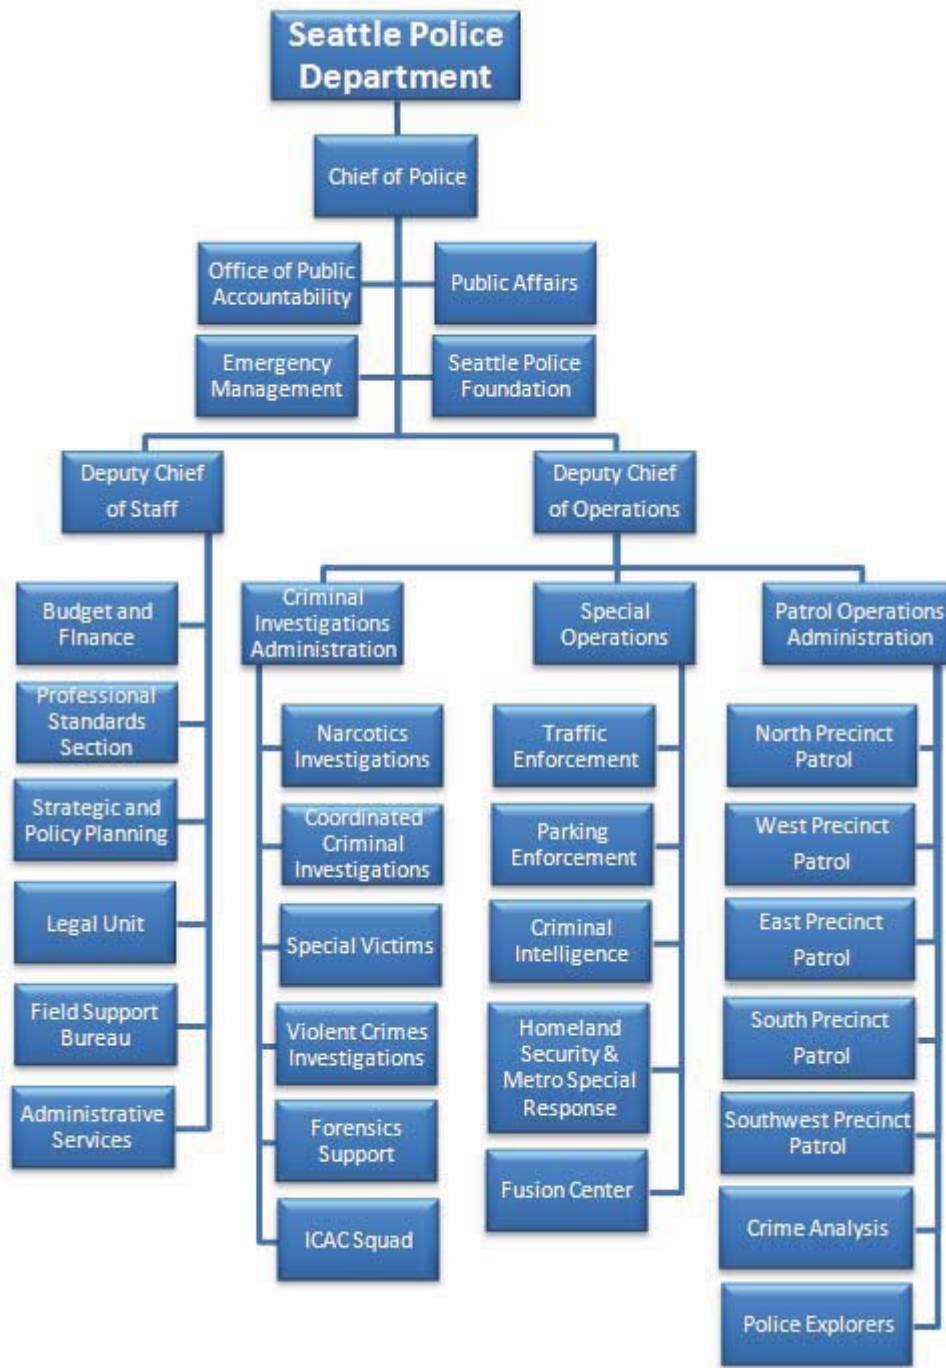 Seattle Police
Department
Chief of Police
Office of Public
Accountability
Public Affairs
Emergency
Management
Seattle Police
Foundation
Deputy Chief
of Staff
Deputy Chief
of Operations
Budget and
FInance
Professional
Standards
Section
Strategic and
Policy Planning
Legal Unit
Field Support
Bureau
Administrative
Services
Criminal
Investigations
Administration
Narcotics
Investigations
Coordinated
Criminal
Investigations
Special Victims
Violent Crimes
Investigations
Forensics
Support
ICAC Squad
Special
Operations
Traffic
Enforcement
Parking
Enforcement
Criminal
Intelligence
Homeland
Security &
Metro Special
Response
Fusion Center
Patrol Operations
Administration
North Precinct
Patrol
West Precinct
Patrol
East Precinct
Patrol
South Precinct
Patrol
Southwest Precinct
Patrol
Crime Analysis
Police Explorers